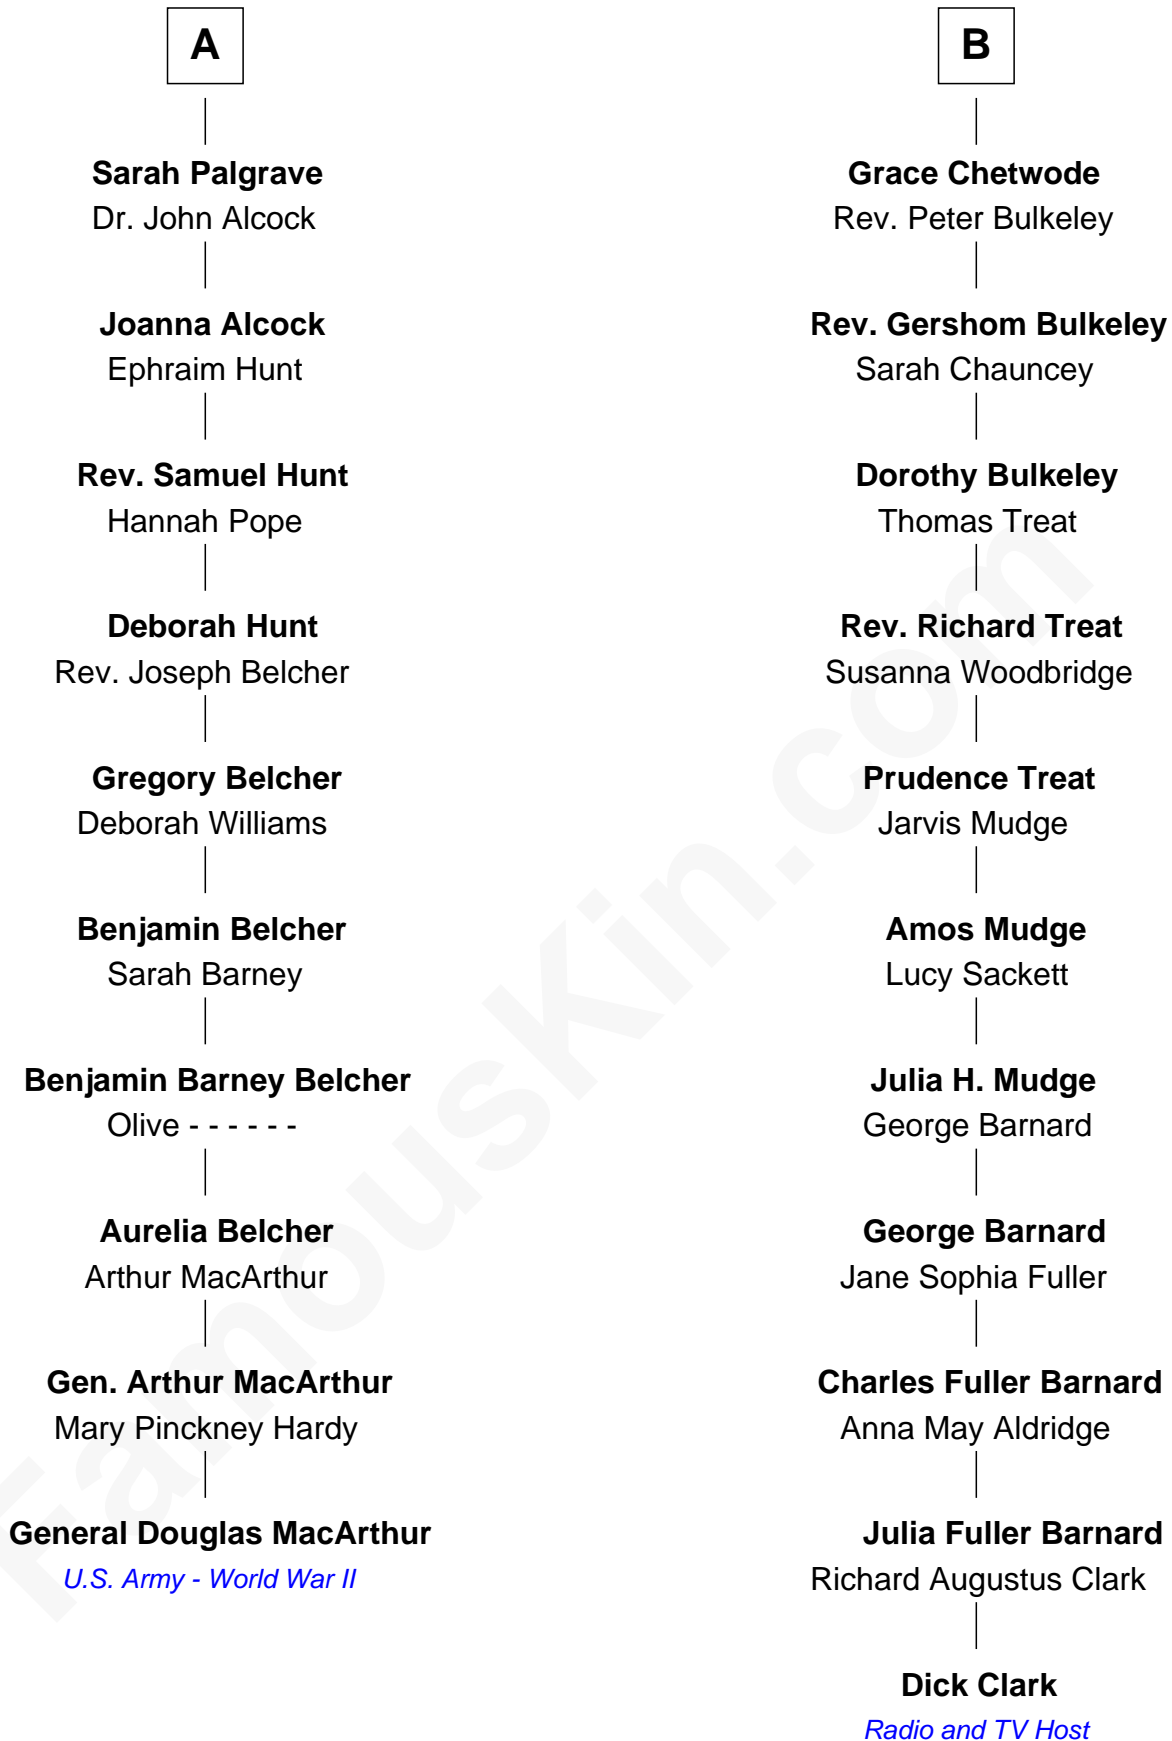 A
Sarah Palgrave
Dr. John Alcock
Joanna Alcock
Ephraim Hunt
Rev. Samuel Hunt
Hannah Pope
Deborah Hunt
Rev. Joseph Belcher
Gregory Belcher
Deborah Williams
Benjamin Belcher
Sarah Barney
Benjamin Barney Belcher
Olive - - - - - -
Aurelia Belcher
Arthur MacArthur
Gen. Arthur MacArthur
Mary Pinckney Hardy
General Douglas MacArthur
U.S. Army - World War II
B
Grace Chetwode
Rev. Peter Bulkeley
Rev. Gershom Bulkeley
Sarah Chauncey
Dorothy Bulkeley
Thomas Treat
Rev. Richard Treat
Susanna Woodbridge
Prudence Treat
Jarvis Mudge
Amos Mudge
Lucy Sackett
Julia H. Mudge
George Barnard
George Barnard
Jane Sophia Fuller
Charles Fuller Barnard
Anna May Aldridge
Julia Fuller Barnard
Richard Augustus Clark
Dick Clark
Radio and TV Host
FamousKin.com